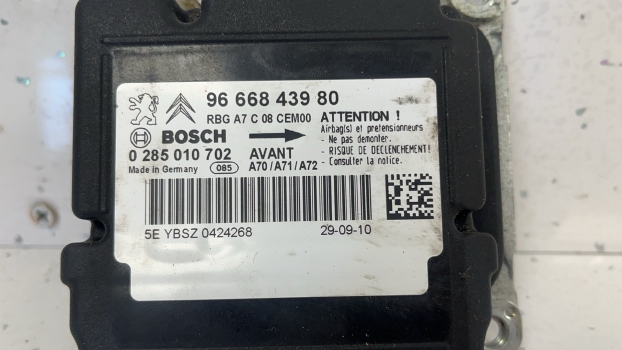 96 668 439 80
RBG A7 C 08 CEM00
ATTENTION !
Airbag(s) et pretensionneurs
- Ne pas demonter.
- RISQUE DE DECLENCHEMENT!
- Consulter la notice.
BOSCH
0 285 010 702
AVANT
Made in Germany
085
A70/A71/A72
5E YBSZ 0424268
29-09-10